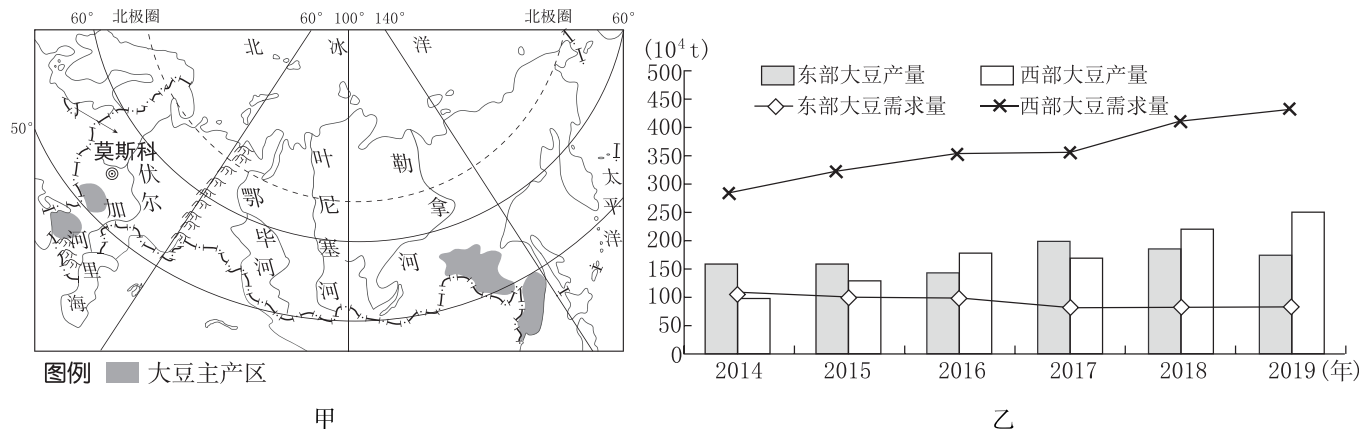 60° 北极圈 60° 100° 140° 北极圈 60°
北 冰 洋
50°
莫斯科
伏尔加河
里海
鄂毕河
叶尼塞河
勒拿河
太平洋
图例 大豆主产区
甲
(10⁴ t)
东部大豆产量 西部大豆产量
东部大豆需求量 西部大豆需求量
500
450
400
350
300
250
200
150
100
50
0
2014 2015 2016 2017 2018 2019 (年)
乙